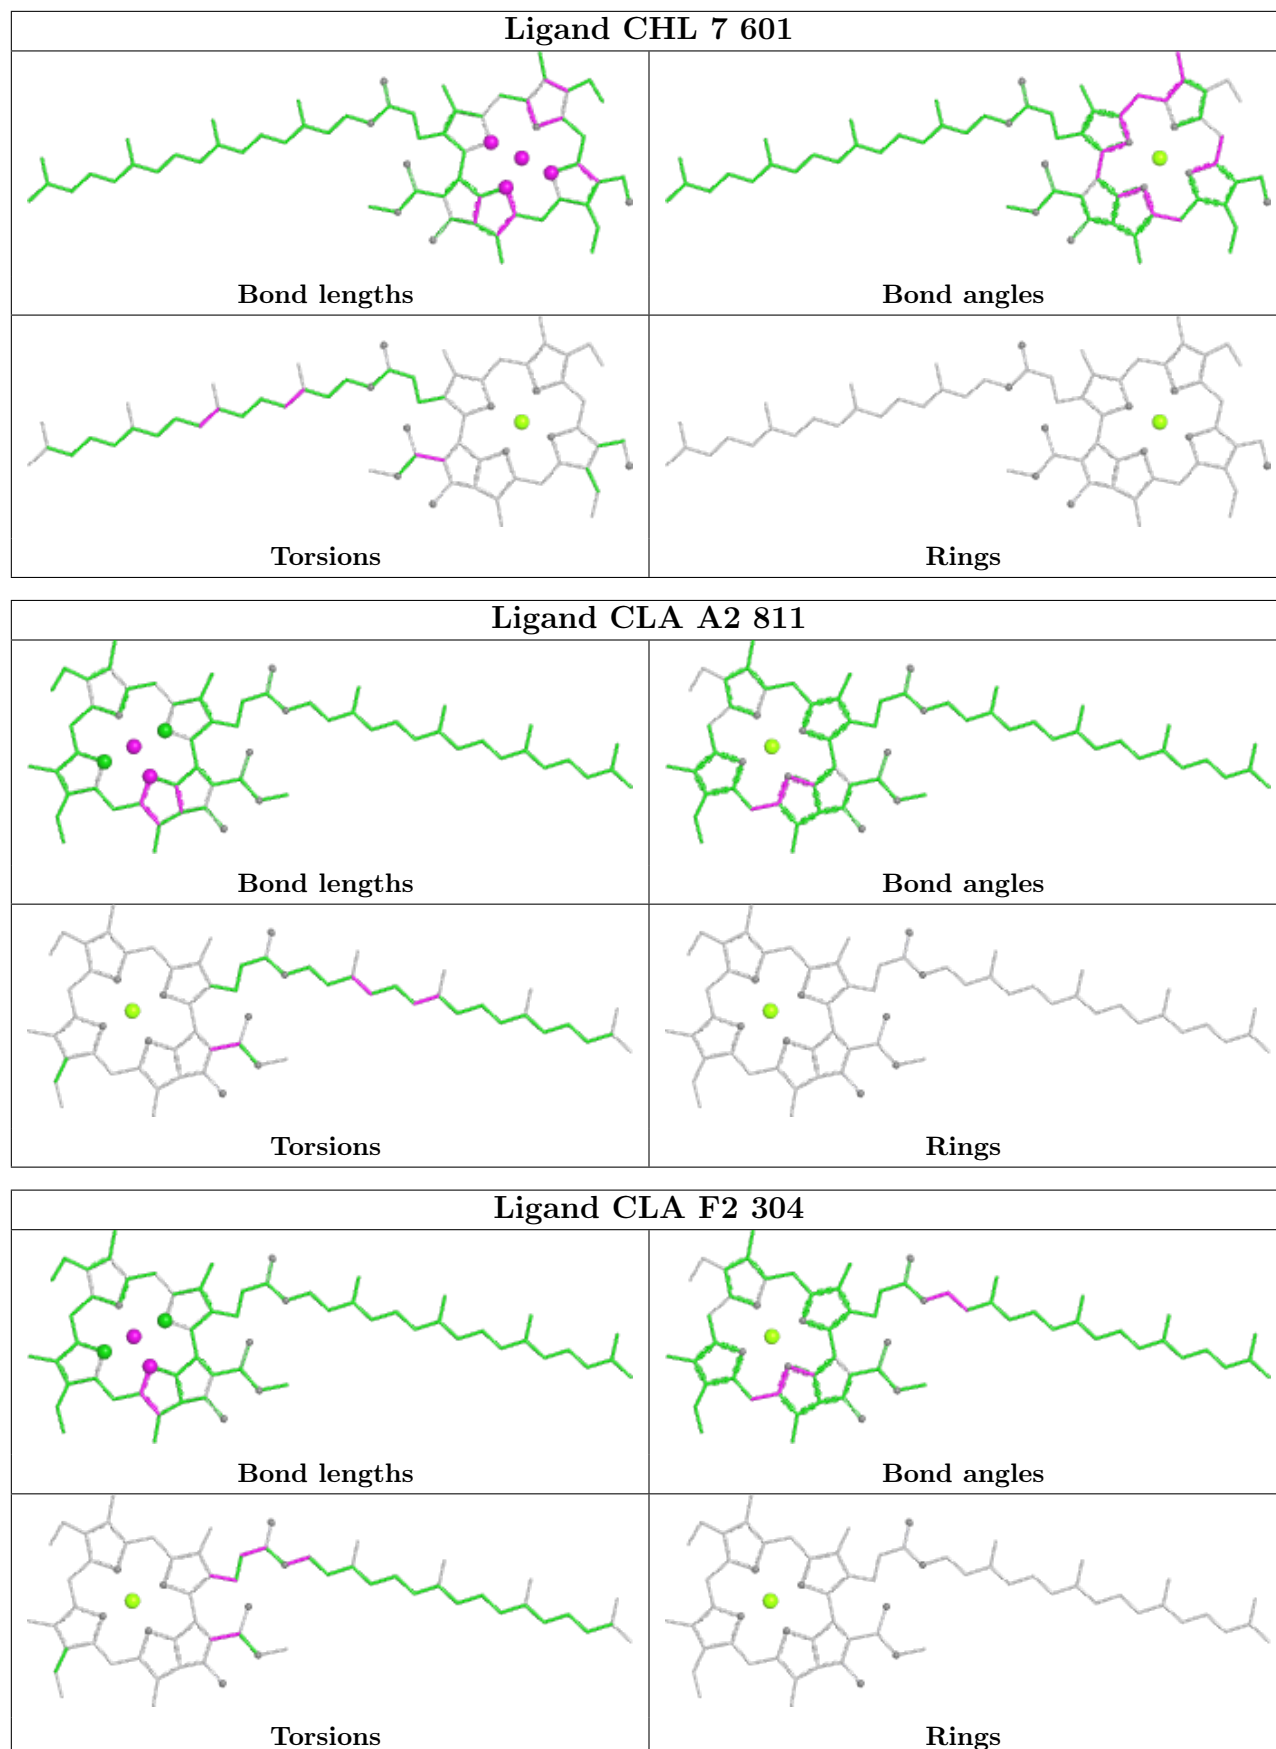 Ligand CHL 7 601
Bond lengths
Bond angles
Torsions
Rings
Ligand CLA A2 811
Bond lengths
Bond angles
Torsions
Rings
Ligand CLA F2 304
Bond lengths
Bond angles
Torsions
Rings